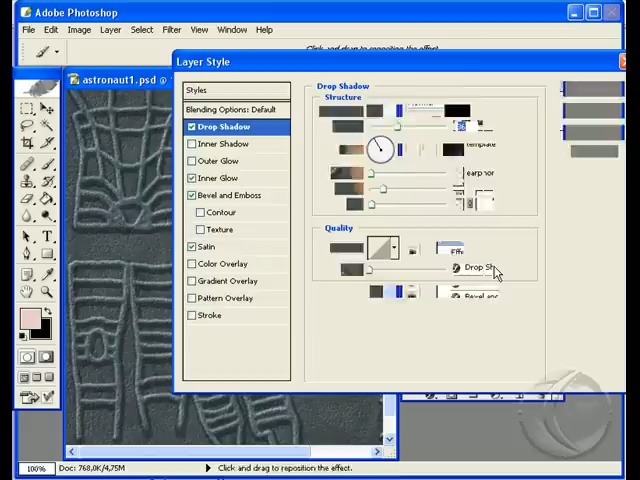 Adobe Photoshop
File Edit Image Layer Select Filter View Window Help
astronaut1.psd @
Layer Style
Styles
Blending Options: Default
Drop Shadow
Inner Shadow
Outer Glow
Inner Glow
Bevel and Emboss
Contour
Texture
Satin
Color Overlay
Gradient Overlay
Pattern Overlay
Stroke
Drop Shadow
Structure
Quality
Drop Sh
100%
Doc: 768,0K/4,75M
Click and drag to reposition the effect.